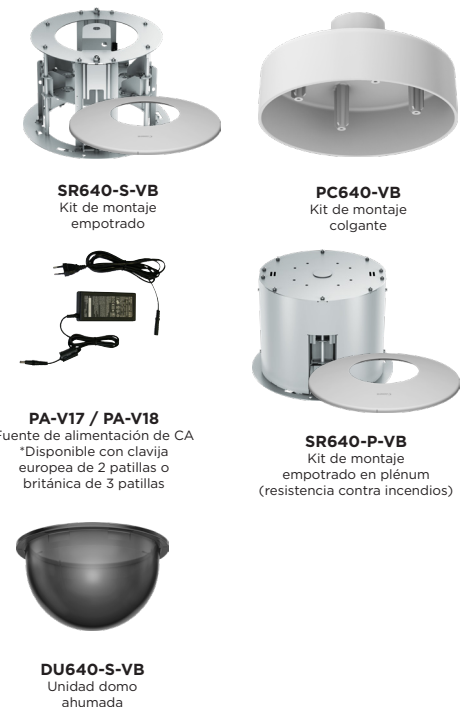 SR640-S-VB
Kit de montaje
empotrado
PC640-VB
Kit de montaje
colgante
PA-V17 / PA-V18
Fuente de alimentación de CA
*Disponible con clavija
europea de 2 patillas o
británica de 3 patillas
SR640-P-VB
Kit de montaje
empotrado en plénum
(resistencia contra incendios)
DU640-S-VB
Unidad domo
ahumada